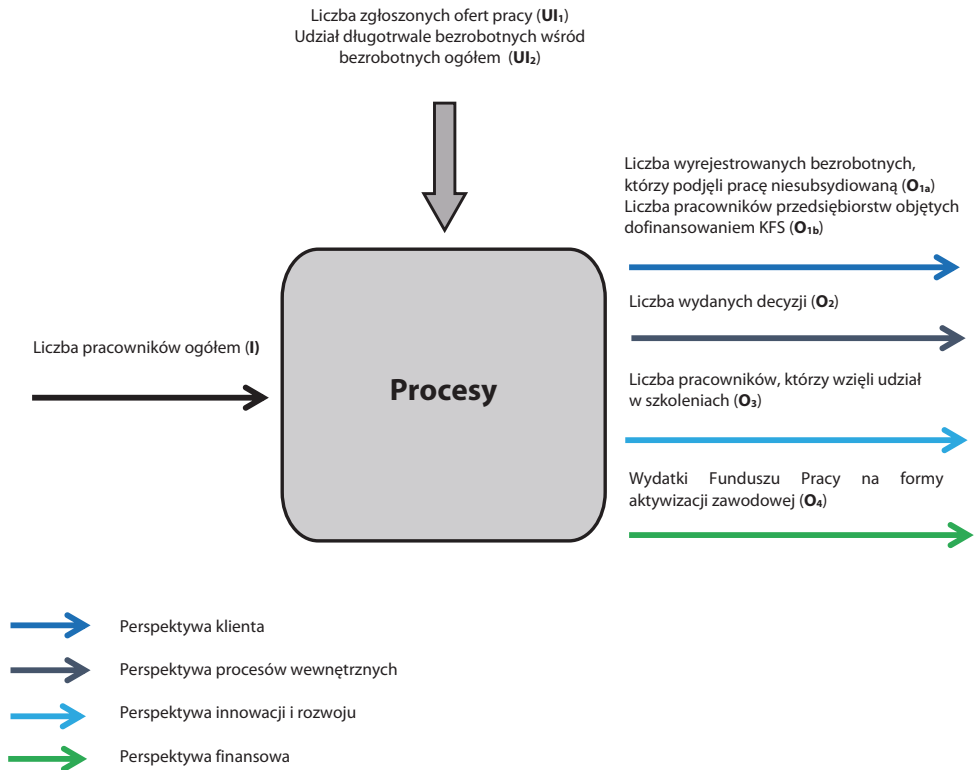 Liczba zgłoszonych ofert pracy (UI₁)
Udział długotrwale bezrobotnych wśród
bezrobotnych ogółem (UI₂)
Liczba wyrejestrowanych bezrobotnych,
którzy podjęli pracę niesubsydiowaną (O₁ₐ)
Liczba pracowników przedsiębiorstw objętych
dofinansowaniem KFS (O₁b)
Liczba wydanych decyzji (O₂)
Liczba pracowników ogółem (I)
Procesy
Liczba pracowników, którzy wzięli udział
w szkoleniach (O₃)
Wydatki Funduszu Pracy na formy
aktywizacji zawodowej (O₄)
Perspektywa klienta
Perspektywa procesów wewnętrznych
Perspektywa innowacji i rozwoju
Perspektywa finansowa